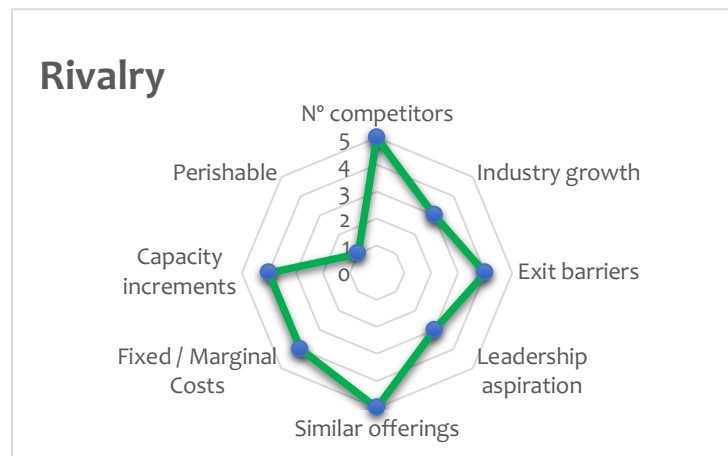 Rivalry
Nº competitors
5
4
3
2
1
0
Perishable
Industry growth
Capacity
increments
Exit barriers
Fixed / Marginal
Costs
Leadership
aspiration
Similar offerings